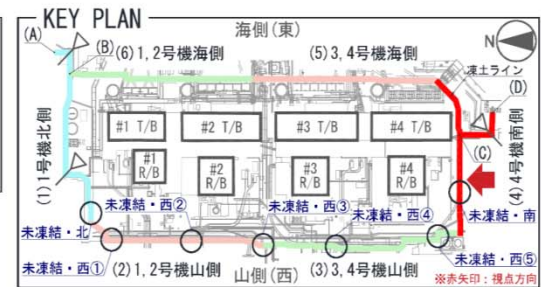 KEY PLAN
海側(東)
N
(A)
(B)
(6)1,2号機海側
(5)3,4号機海側
凍土ライン
(D)
#1 T/B
#2 T/B
#3 T/B
#4 T/B
(1)1号機北側
#1
R/B
#2
R/B
#3
R/B
#4
R/B
(C)
(4)4号機南側
未凍結・北
未凍結・西②
未凍結・西③
未凍結・西④
未凍結・南
未凍結・西①
(2)1,2号機山側
山側(西)
(3)3,4号機山側
未凍結・西⑤
※赤矢印:視点方向